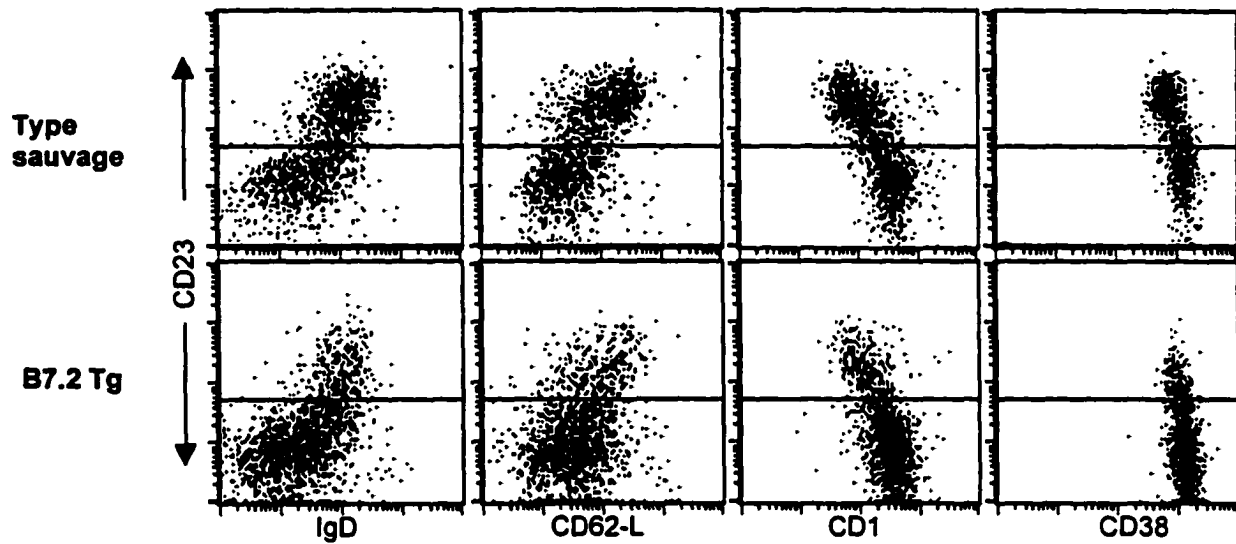 Type
sauvage
CD23
B7.2 Tg
IgD
CD62-L
CD1
CD38